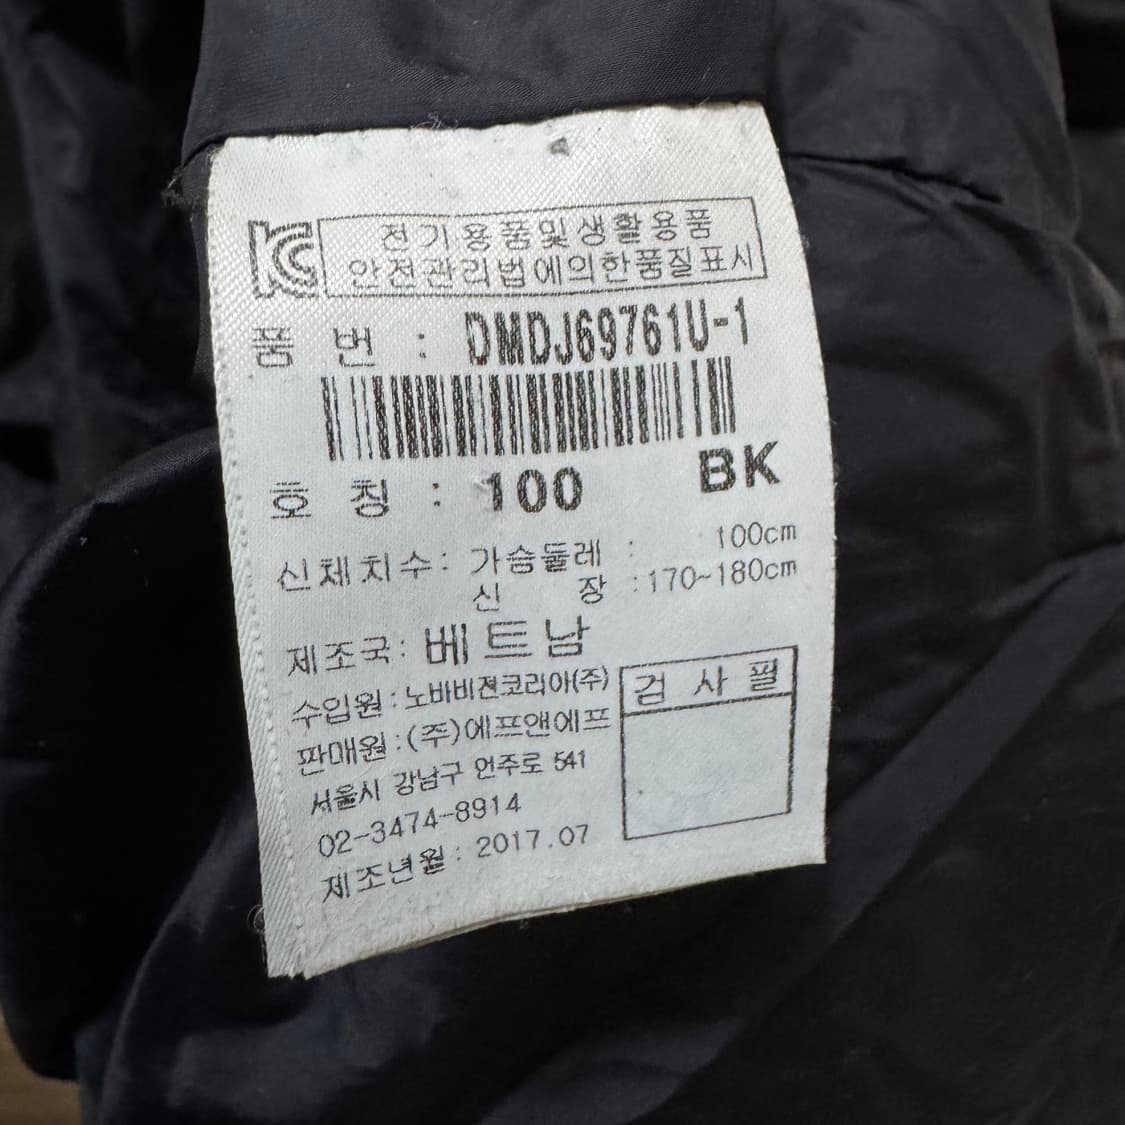 KC 전기용품및생활용품
안전관리법에의한품질표시
품 번 : DMDJ69761U-1
호 칭 : 100 BK
신체치수: 가슴둘레 : 100cm
신 장 :170~180cm
제조국: 베트남
수입원 : 노바비젼코리아(주)
판매원 : (주)에프앤에프
서울시 강남구 언주로 541
02-3474-8914
제조년월 : 2017.07
검 사 필